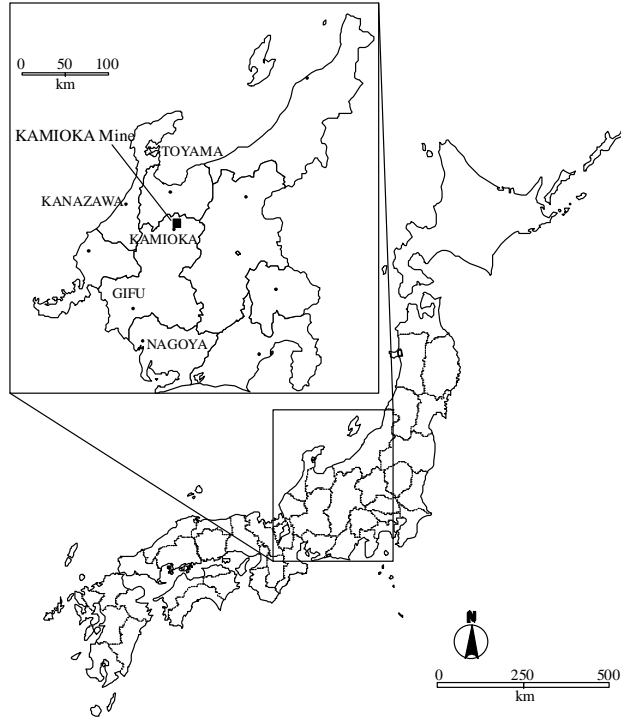 0 50 100
km
KAMIOKA Mine
TOYAMA
KANAZAWA
KAMIOKA
GIFU
NAGOYA
N
0 250 500
km